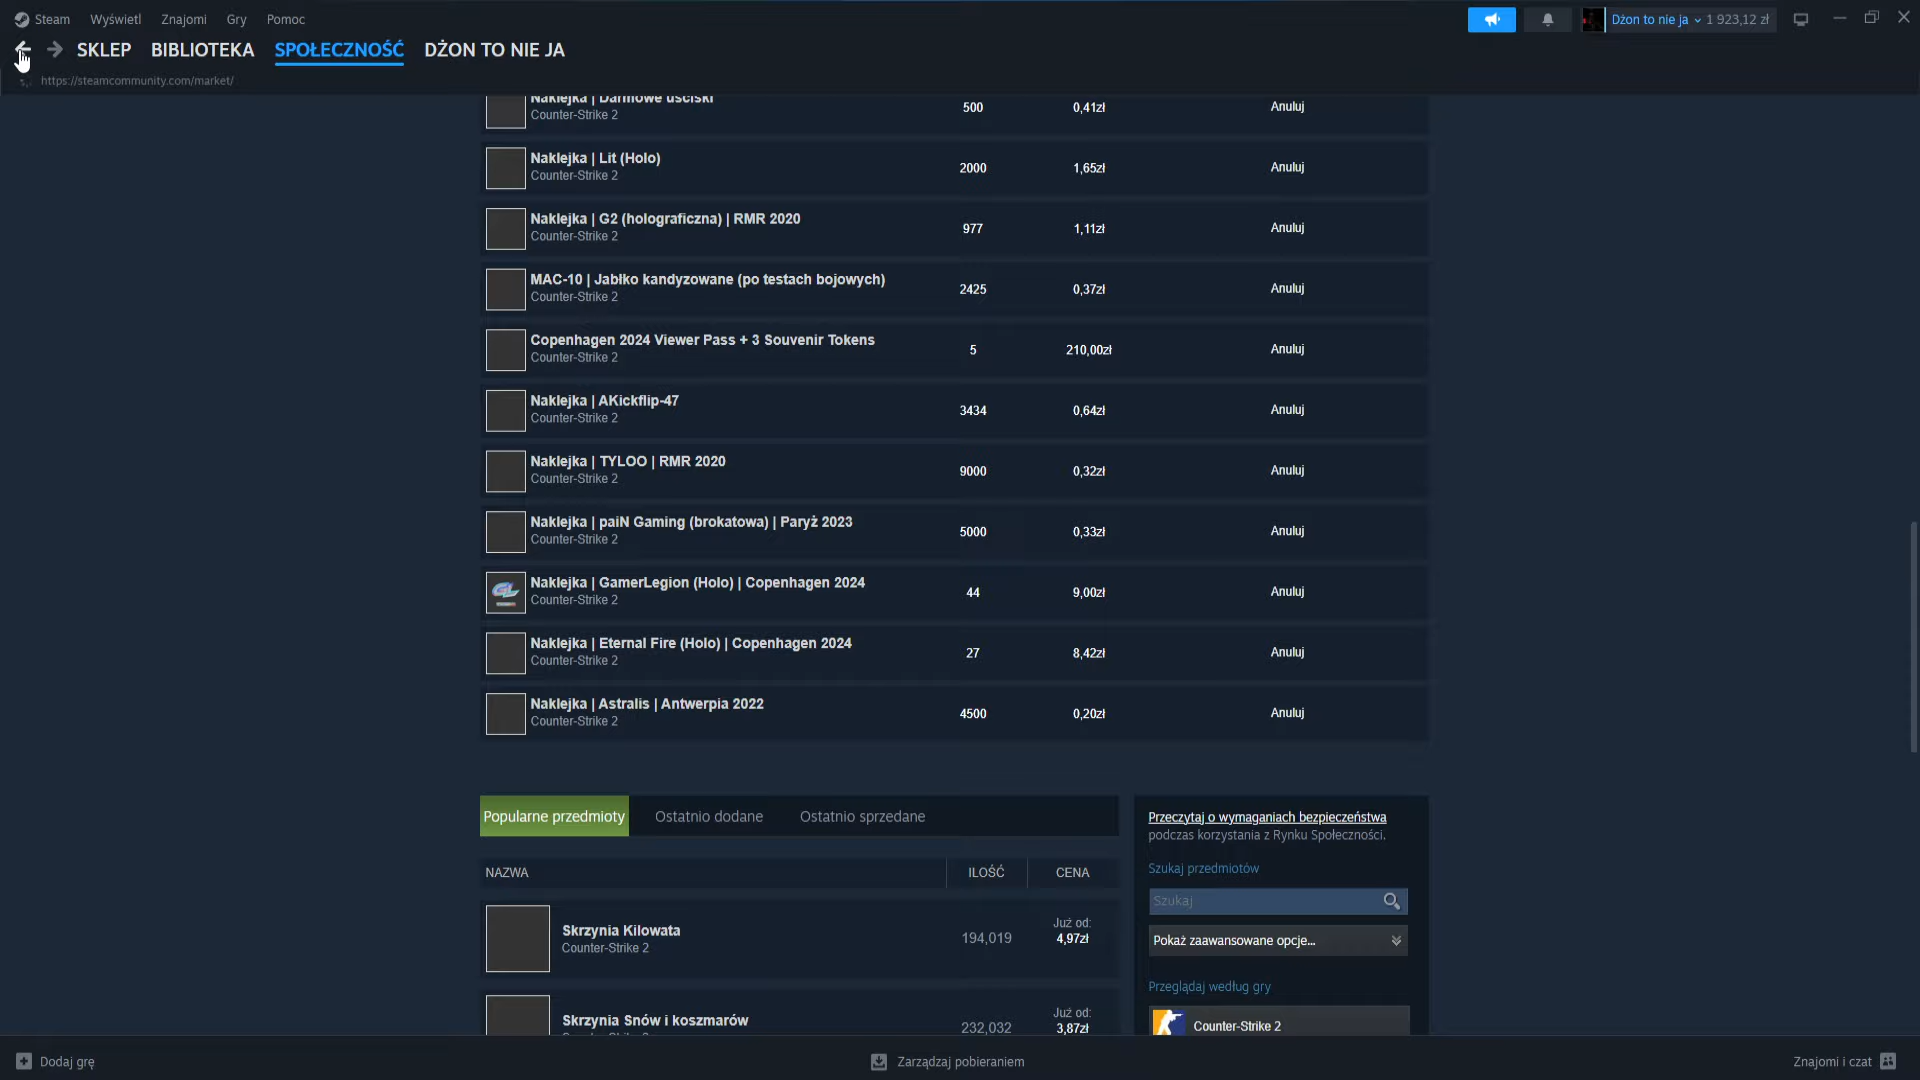 Steam Wyświetl Znajomi Gry Pomoc
Dżon to nie ja 1 923,12 zł
SKLEP BIBLIOTEKA SPOŁECZNOŚĆ DŻON TO NIE JA
https://steamcommunity.com/market/
Naklejka | Darmowe uściski
Counter-Strike 2
500 0,41zł Anuluj
Naklejka | Lit (Holo)
Counter-Strike 2
2000 1,65zł Anuluj
Naklejka | G2 (holograficzna) | RMR 2020
Counter-Strike 2
977 1,11zł Anuluj
MAC-10 | Jabłko kandyzowane (po testach bojowych)
Counter-Strike 2
2425 0,37zł Anuluj
Copenhagen 2024 Viewer Pass + 3 Souvenir Tokens
Counter-Strike 2
5 210,00zł Anuluj
Naklejka | AKickflip-47
Counter-Strike 2
3434 0,64zł Anuluj
Naklejka | TYLOO | RMR 2020
Counter-Strike 2
9000 0,32zł Anuluj
Naklejka | paiN Gaming (brokatowa) | Paryż 2023
Counter-Strike 2
5000 0,33zł Anuluj
Naklejka | GamerLegion (Holo) | Copenhagen 2024
Counter-Strike 2
44 9,00zł Anuluj
Naklejka | Eternal Fire (Holo) | Copenhagen 2024
Counter-Strike 2
27 8,42zł Anuluj
Naklejka | Astralis | Antwerpia 2022
Counter-Strike 2
4500 0,20zł Anuluj
Popularne przedmioty Ostatnio dodane Ostatnio sprzedane
NAZWA ILOŚĆ CENA
Skrzynia Kilowata
Counter-Strike 2
194,019
Już od:
4,97zł
Skrzynia Snów i koszmarów
232,032
Już od:
3,87zł
Przeczytaj o wymaganiach bezpieczeństwa
podczas korzystania z Rynku Społeczności.
Szukaj przedmiotów
Szukaj
Pokaż zaawansowane opcje...
Przeglądaj według gry
Counter-Strike 2
Dodaj grę Zarządzaj pobieraniem Znajomi i czat